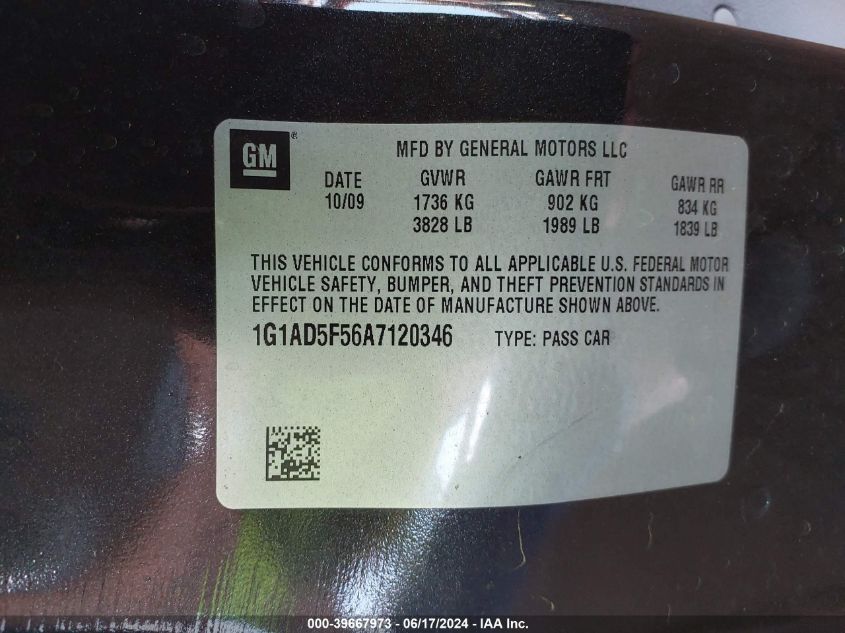 GM ®
MFD BY GENERAL MOTORS LLC
DATE GVWR GAWR FRT GAWR RR
10/09 1736 KG 902 KG 834 KG
3828 LB 1989 LB 1839 LB
THIS VEHICLE CONFORMS TO ALL APPLICABLE U.S. FEDERAL MOTOR
VEHICLE SAFETY, BUMPER, AND THEFT PREVENTION STANDARDS IN
EFFECT ON THE DATE OF MANUFACTURE SHOWN ABOVE.
1G1AD5F56A7120346 TYPE: PASS CAR
000-39667973 - 06/17/2024 - IAA Inc.